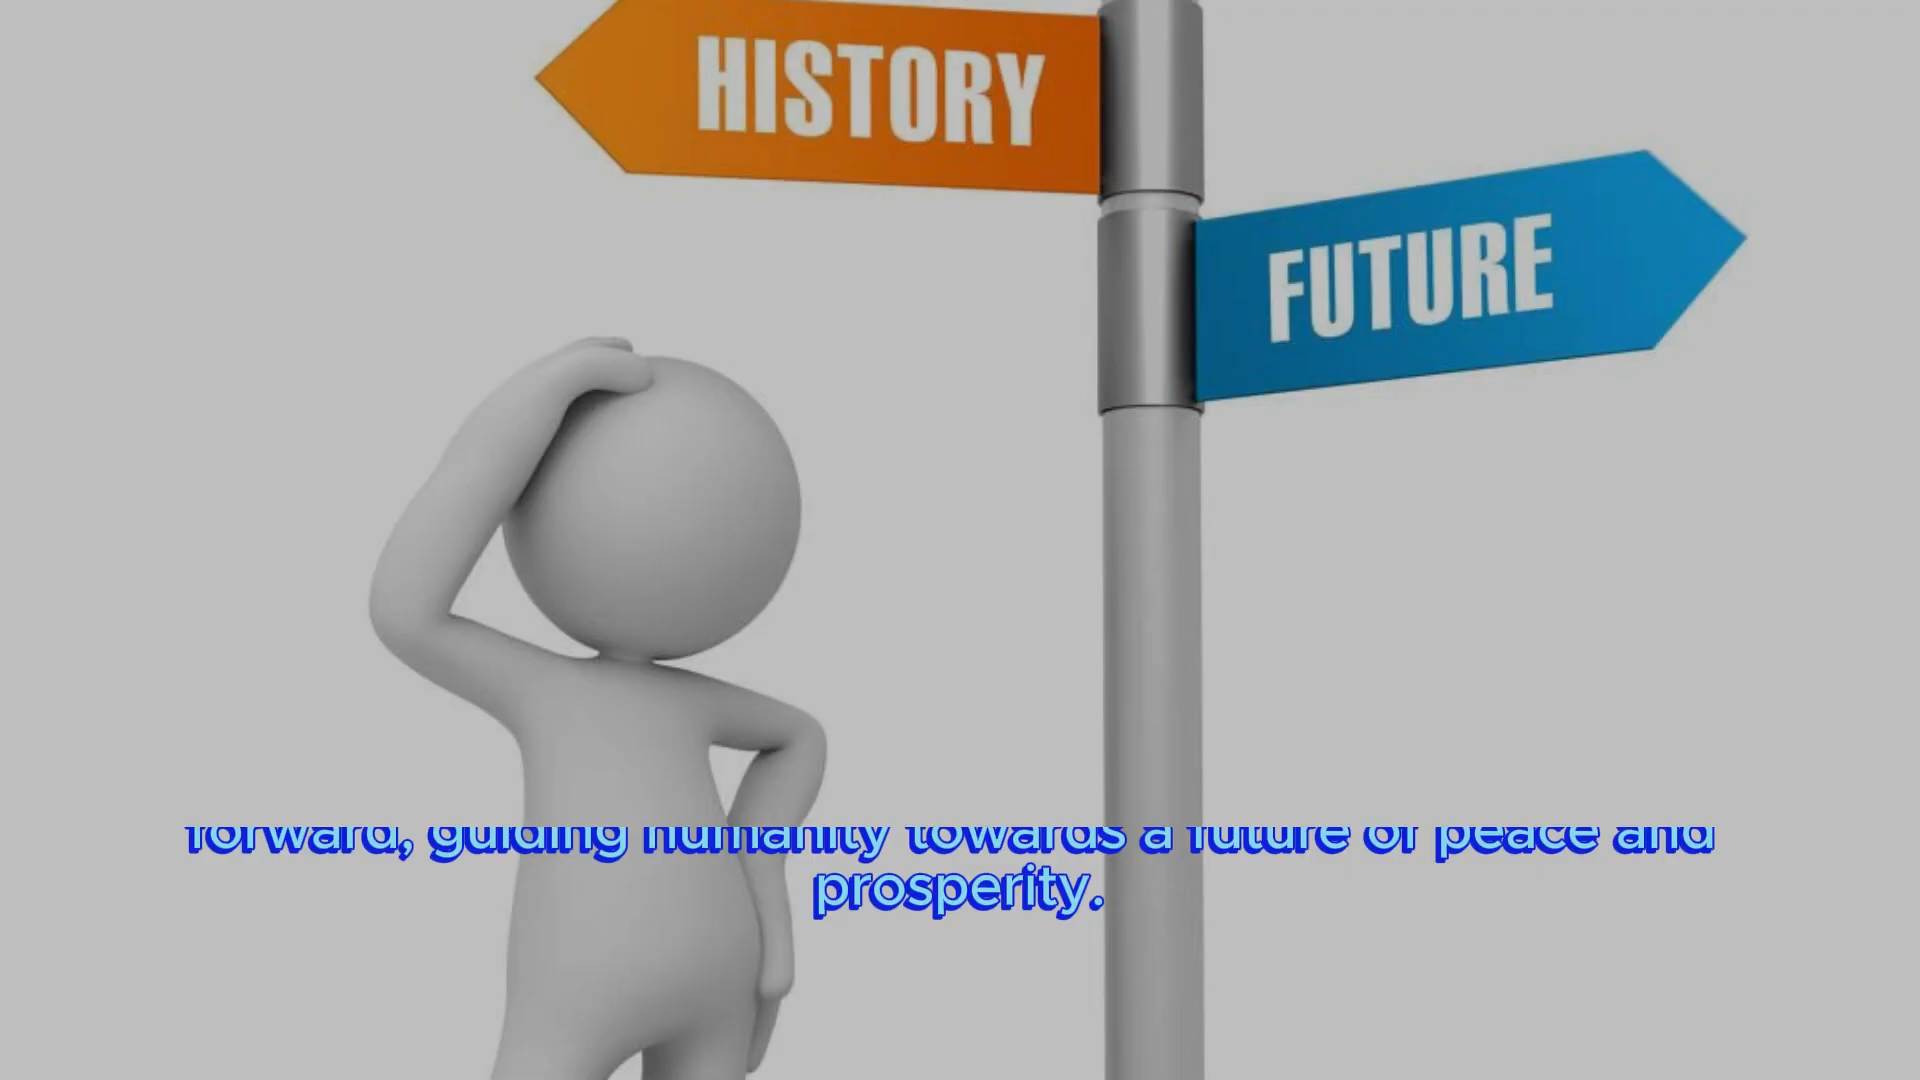 HISTORY
FUTURE
forward, guiding humanity towards a future of peace and
prosperity.